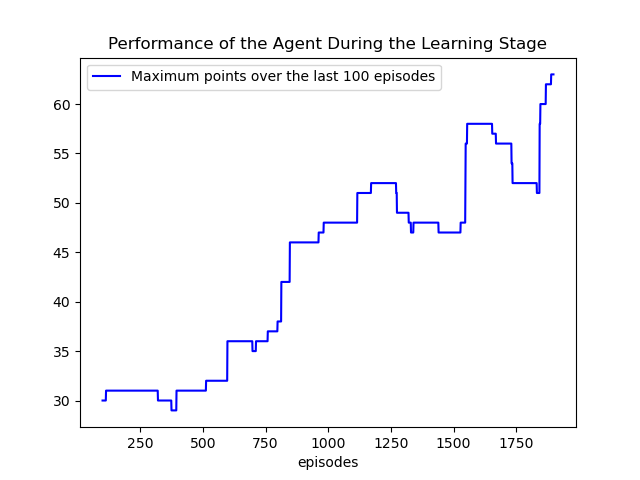 Performance of the Agent During the Learning Stage
Maximum points over the last 100 episodes
60
55
50
45
40
35
30
250 500 750 1000 1250 1500 1750
episodes